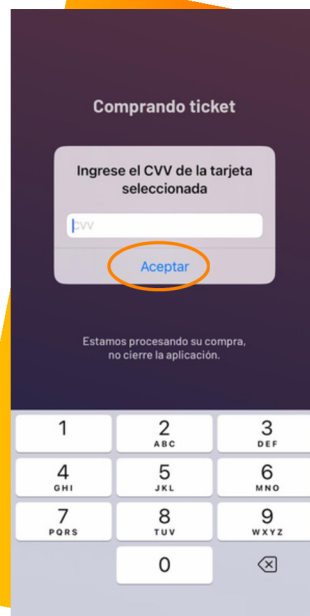 Comprando ticket
Ingrese el CVV de la tarjeta
seleccionada
CVV
Aceptar
Estamos procesando su compra,
no cierre la aplicación.
1 2 3
ABC DEF
4 5 6
GHI JKL MNO
7 8 9
PQRS TUV WXYZ
0